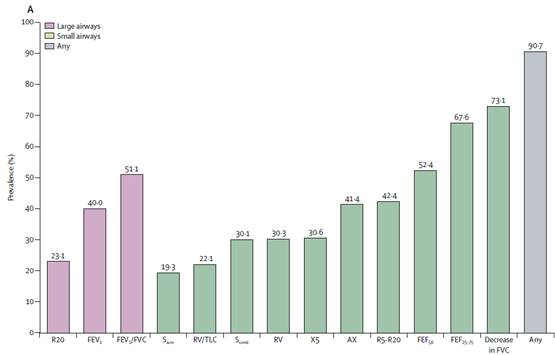 A
Large airways
Small airways
Any
Prevalence (%)
100
90
80
70
60
50
40
30
20
10
0
23·1
40·0
51·1
19·3
22·1
30·1
30·3
30·6
41·4
42·4
52·4
67·6
73·1
90·7
R20
FEV₁
FEV₁/FVC
Sacin
RV/TLC
Scond
RV
X5
AX
R5-R20
FEF₅₀
FEF₂₅₋₇₅
Decrease
in FVC
Any